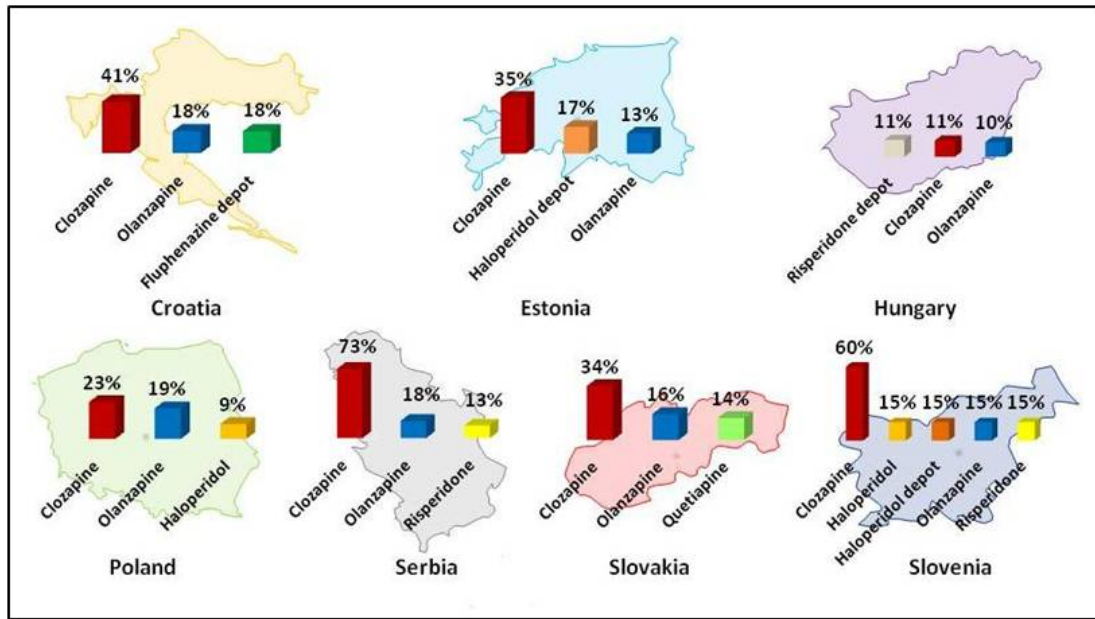 41%
18%
18%
Clozapine
Olanzapine
Fluphenazine depot
Croatia
35%
17%
13%
Clozapine
Haloperidol depot
Olanzapine
Estonia
11%
11%
10%
Risperidone depot
Clozapine
Olanzapine
Hungary
23%
19%
9%
Clozapine
Olazapine
Haloperidol
Poland
73%
18%
13%
Clozapine
Olanzapine
Risperidone
Serbia
34%
16%
14%
Clozapine
Olanzapine
Quetiapine
Slovakia
60%
15%
15%
15%
15%
Clozapine
Haloperidol
Haloperidol depot
Olanzapine
Risperidone
Slovenia